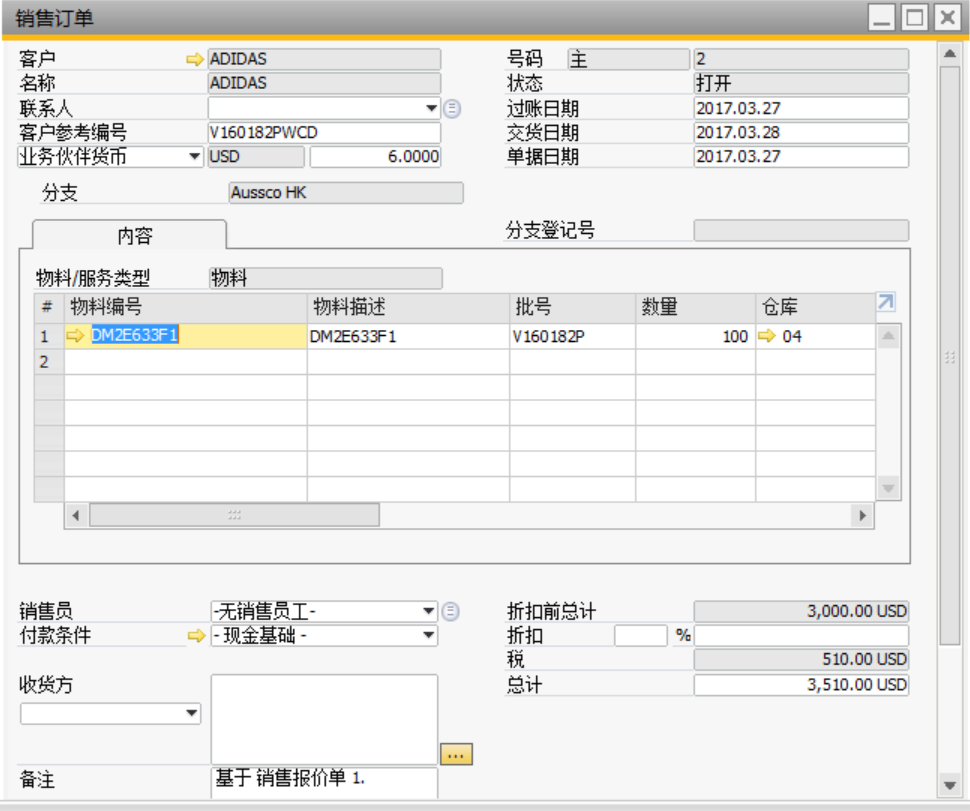 销售订单
客户 ADIDAS 号码 主 2
名称 ADIDAS 状态 打开
联系人 过账日期 2017.03.27
客户参考编号 V160182PWCD 交货日期 2017.03.28
业务伙伴货币 USD 6.0000 单据日期 2017.03.27
分支 Aussco HK
内容 分支登记号
物料/服务类型 物料
# 物料编号 物料描述 批号 数量 仓库
1 DM2E633F1 DM2E633F1 V160182P 100 04
2
销售员 -无销售员工- 折扣前总计 3,000.00 USD
付款条件 - 现金基础 - 折扣 %
税 510.00 USD
收货方 总计 3,510.00 USD
...
备注 基于 销售报价单 1.